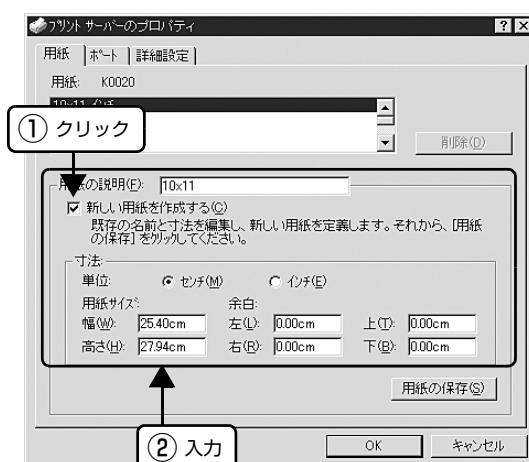 プリント サーバーのプロパティ
用紙 ポート 詳細設定
用紙: K0020
10x11 インチ
① クリック
削除(D)
用紙の説明(F): 10x11
新しい用紙を作成する(C)
既存の名前と寸法を編集し、新しい用紙を定義します。それから、[用紙
の保存] をクリックしてください。
寸法:
単位: センチ(M) インチ(E)
用紙サイズ: 余白:
幅(W): 25.40cm 左(L): 0.00cm 上(T): 0.00cm
高さ(H): 27.94cm 右(R): 0.00cm 下(B): 0.00cm
用紙の保存(S)
② 入力
OK キャンセル